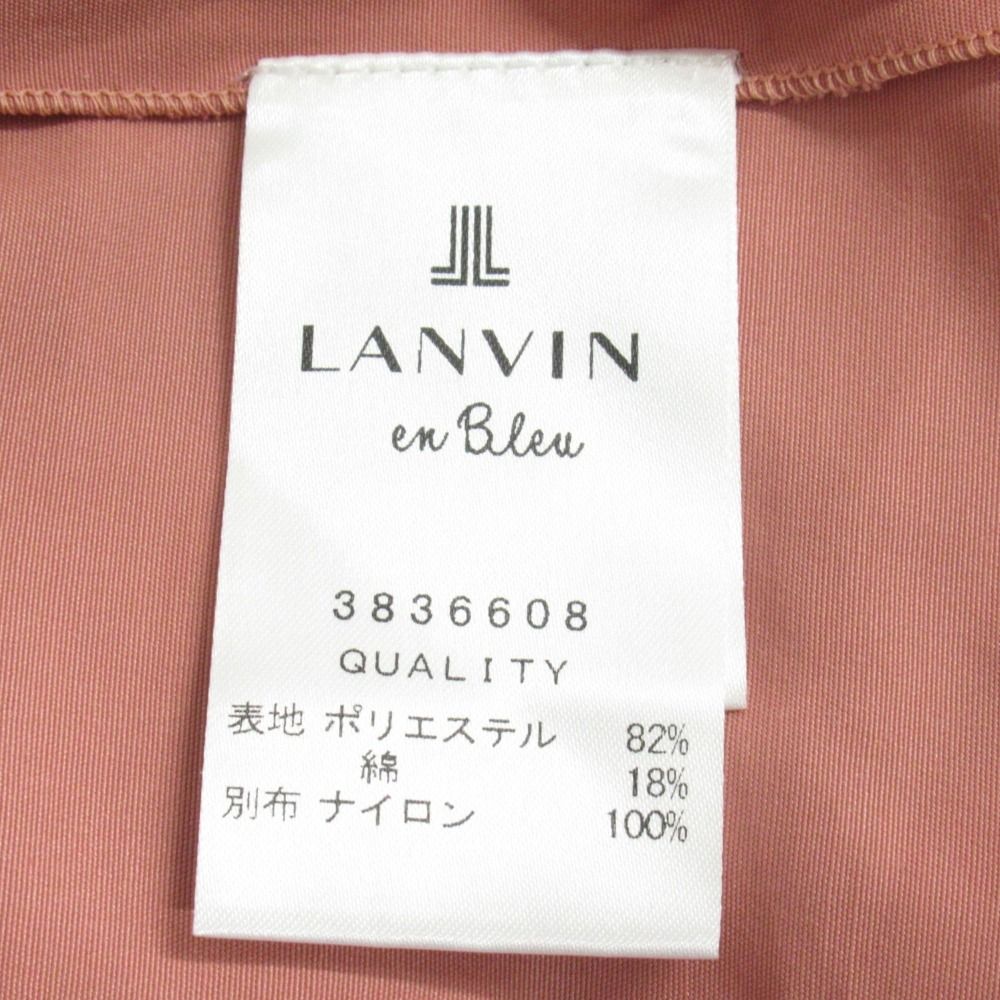 LANVIN
en Bleu
3836608
QUALITY
表地 ポリエステル 82%
綿 18%
別布 ナイロン 100%